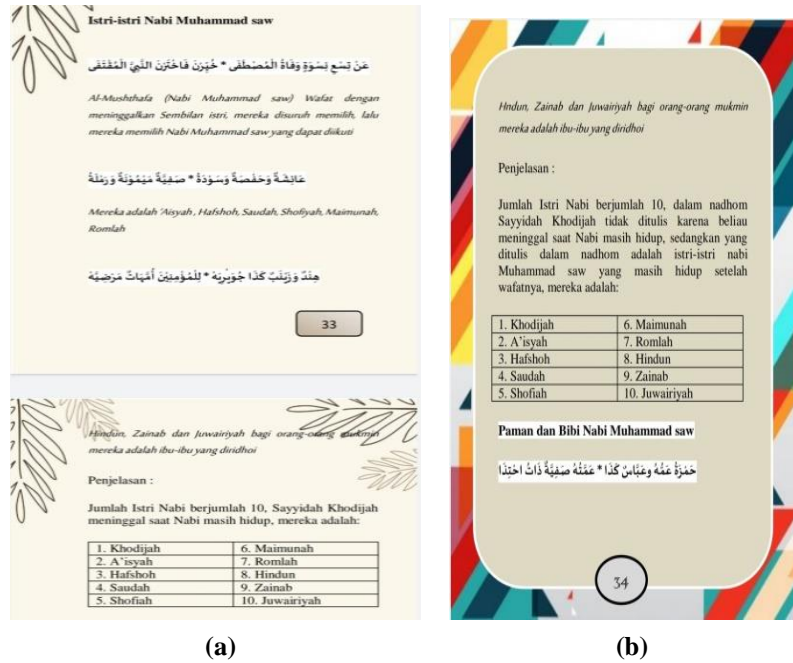 Istri-istri Nabi Muhammad saw
عَنْ تِسْعِ نِسْوَةٍ وَفَاةُ الْمُصْطَفَى * خُيِّرْنَ فَاخْتَرْنَ النَّبِيَّ الْمُقْتَفَى
Al-Mushthafa (Nabi Muhammad saw) Wafat dengan
meninggalkan Sembilan istri, mereka disuruh memilih, lalu
mereka memilih Nabi Muhammad saw yang dapat diikuti
عَائِشَةٌ وَحَفْصَةٌ وَسَوْدَةُ * صَفِيَّةٌ مَيْمُوْنَةٌ وَرَمْلَةُ
Mereka adalah 'Aisyah , Hafshoh, Saudah, Shofiyah, Maimunah,
Romlah
هِنْدٌ وَزَيْنَبٌ كَذَا جُوَيْرِيَهْ * لِلْمُؤْمِنِيْنَ أُمَّهَاتٌ مَرْضِيَّهْ
33
Hindun, Zainab dan Juwairiyah bagi orang-orang mukmin
mereka adalah ibu-ibu yang diridhoi
Penjelasan :
Jumlah Istri Nabi berjumlah 10, Sayyidah Khodijah
meninggal saat Nabi masih hidup, mereka adalah:
1. Khodijah 6. Maimunah
2. A'isyah 7. Romlah
3. Hafshoh 8. Hindun
4. Saudah 9. Zainab
5. Shofiah 10. Juwairiyah
(a)
Hndun, Zainab dan Juwairiyah bagi orang-orang mukmin
mereka adalah ibu-ibu yang diridhoi
Penjelasan :
Jumlah Istri Nabi berjumlah 10, dalam nadhom
Sayyidah Khodijah tidak ditulis karena beliau
meninggal saat Nabi masih hidup, sedangkan yang
ditulis dalam nadhom adalah istri-istri nabi
Muhammad saw yang masih hidup setelah
wafatnya, mereka adalah:
1. Khodijah 6. Maimunah
2. A'isyah 7. Romlah
3. Hafshoh 8. Hindun
4. Saudah 9. Zainab
5. Shofiah 10. Juwairiyah
Paman dan Bibi Nabi Muhammad saw
حَمْزَةُ عَمُّهُ وعَبَّاسٌ كَذَا * عَمَّتُهُ صَفِيَّةٌ ذَاتُ احْتِذَا
34
(b)